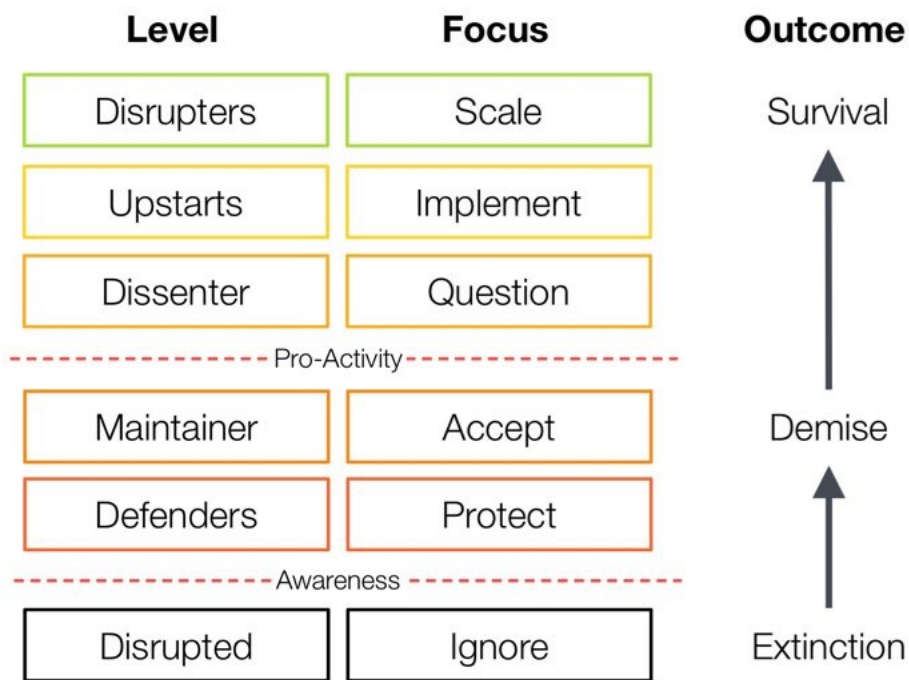 Level Focus Outcome
Disrupters Scale Survival
Upstarts Implement
Dissenter Question
Pro-Activity
Maintainer Accept Demise
Defenders Protect
Awareness
Disrupted Ignore Extinction